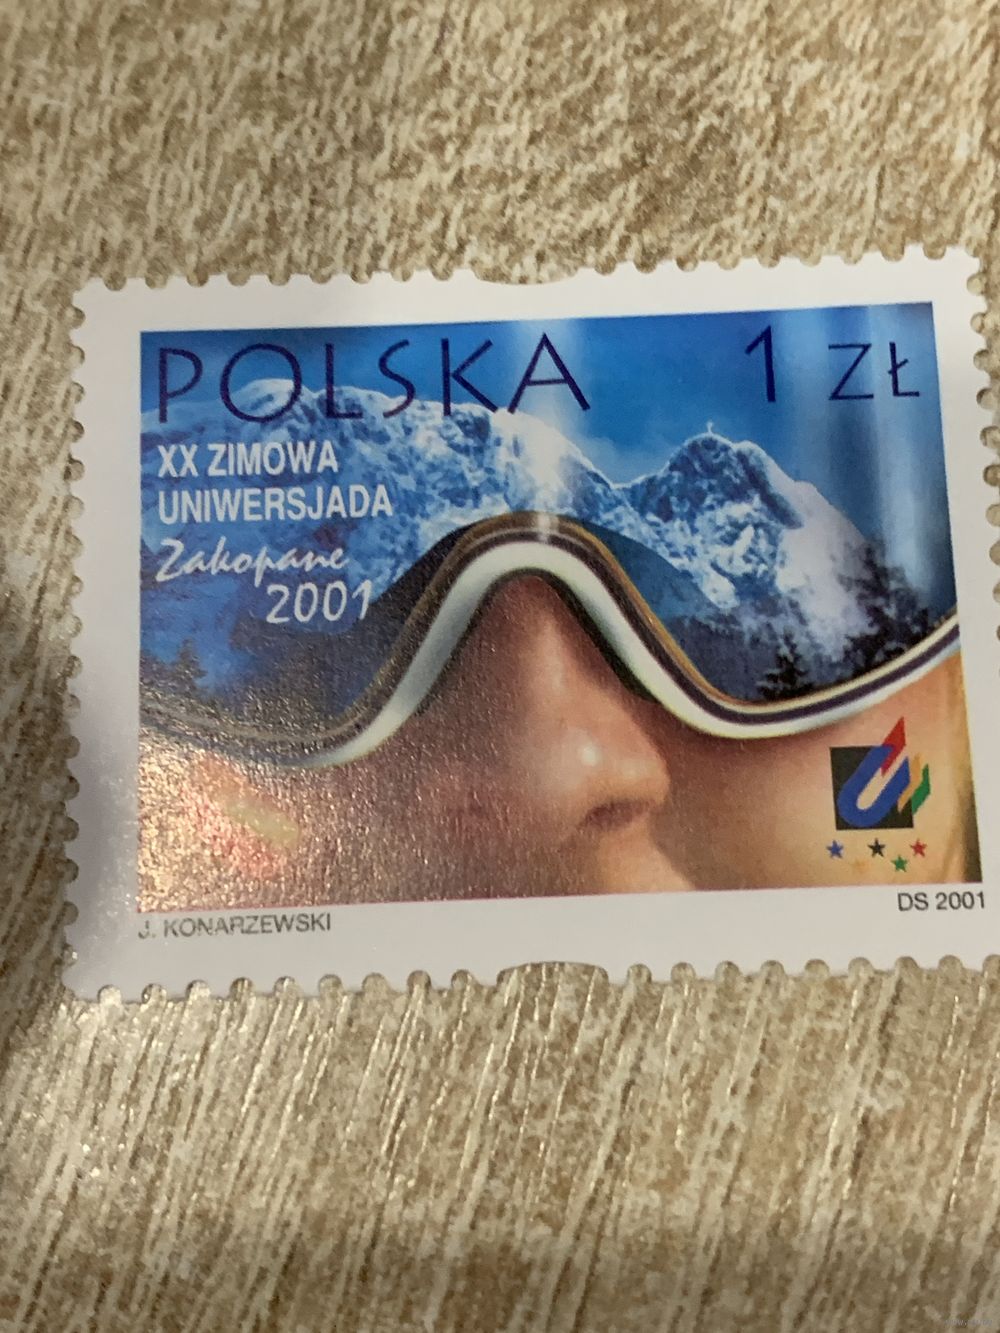 POLSKA 1 ZŁ
XX ZIMOWA
UNIWERSJADA
Zakopane
2001
J. KONARZEWSKI
DS 2001